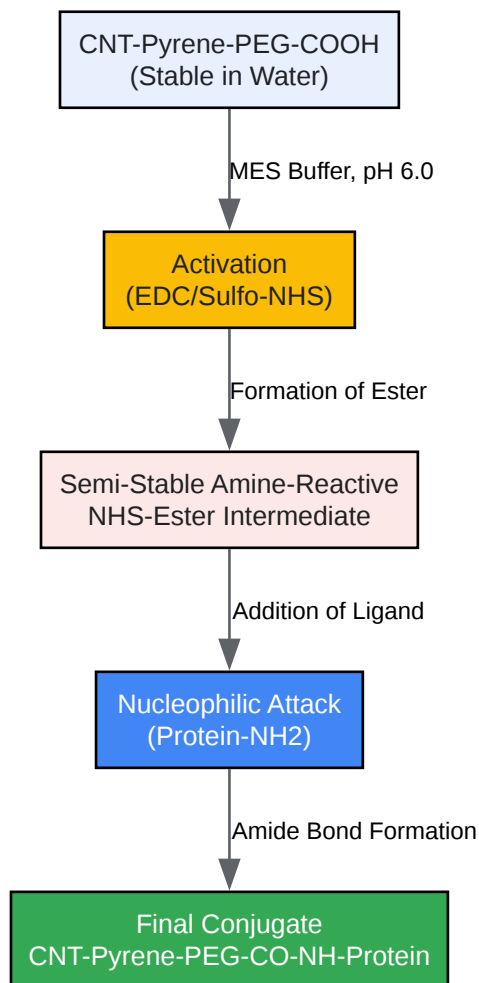 CNT-Pyrene-PEG-COOH
(Stable in Water)
MES Buffer, pH 6.0
Activation
(EDC/Sulfo-NHS)
Formation of Ester
Semi-Stable Amine-Reactive
NHS-Ester Intermediate
Addition of Ligand
Nucleophilic Attack
(Protein-NH2)
Amide Bond Formation
Final Conjugate
CNT-Pyrene-PEG-CO-NH-Protein